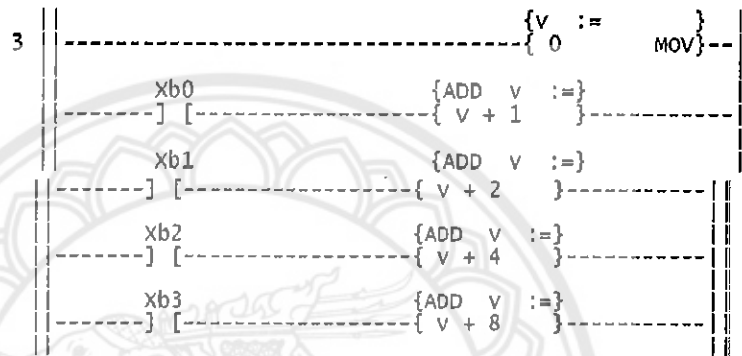 {v := }
3 ||-------------------------------------{ 0 MOV}--
Xb0 {ADD v :=}
||------] [-------------------{ v + 1 }-----------
Xb1 {ADD v :=}
||------] [-------------------{ v + 2 }-----------
Xb2 {ADD v :=}
||------] [-------------------{ v + 4 }-----------
Xb3 {ADD v :=}
||------] [-------------------{ v + 8 }-----------